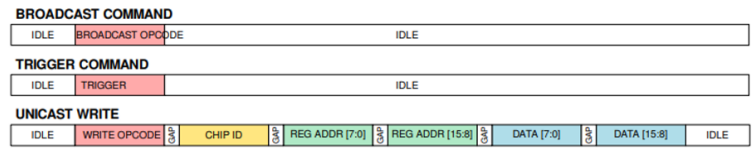 BROADCAST COMMAND
IDLE BROADCAST OPCODE IDLE
TRIGGER COMMAND
IDLE TRIGGER IDLE
UNICAST WRITE
IDLE WRITE OPCODE GAP CHIP ID GAP REG ADDR [7:0] GAP REG ADDR [15:8] GAP DATA [7:0] GAP DATA [15:8] IDLE